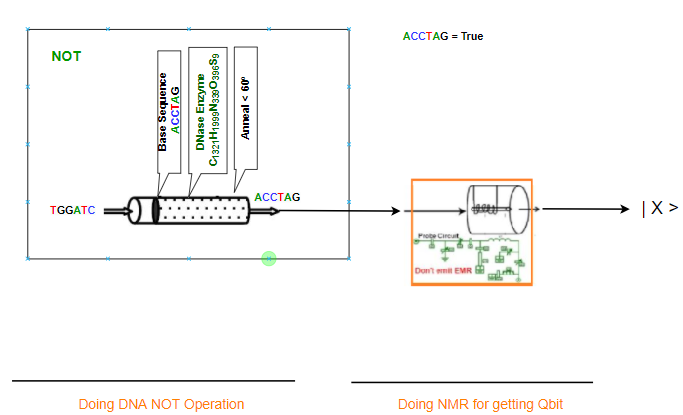 ACCTAG = True
NOT
Base Sequence
ACCTAG
DNase Enzyme
C1321H1999N339O396S9
Anneal < 60º
TGGATC
ACCTAG
| X >
Probe Circuit
Don't emit EMR
Doing DNA NOT Operation
Doing NMR for getting Qbit